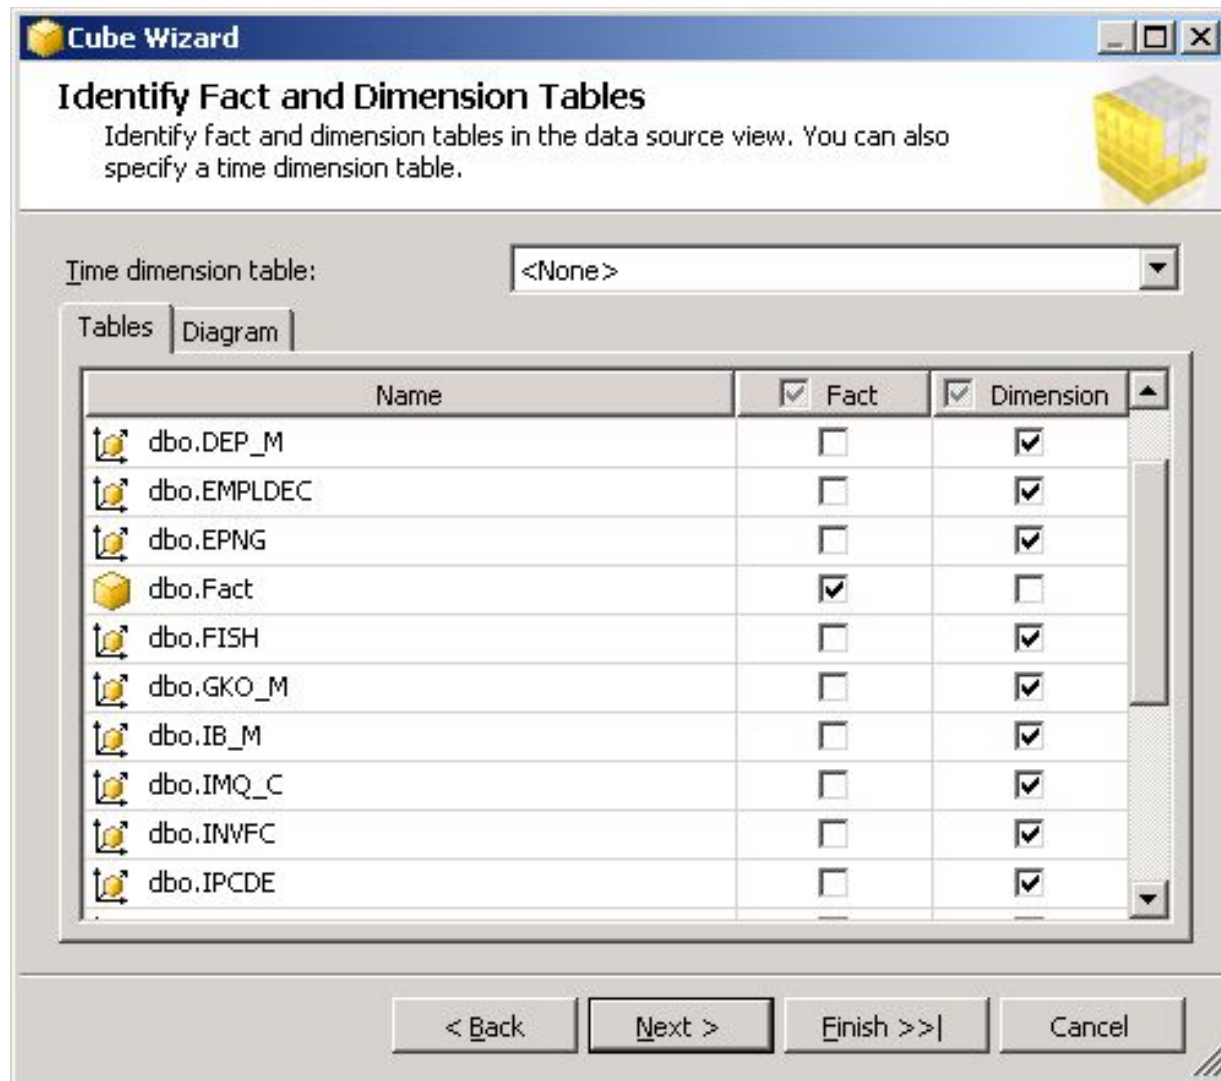 Cube Wizard
Identify Fact and Dimension Tables
Identify fact and dimension tables in the data source view. You can also
specify a time dimension table.
Time dimension table:
<None>
Tables
Diagram
Name
Fact
Dimension
dbo.DEP_M
dbo.EMPLDEC
dbo.EPNG
dbo.Fact
dbo.FISH
dbo.GKO_M
dbo.IB_M
dbo.IMQ_C
dbo.INVFC
dbo.IPCDE
< Back
Next >
Finish >>|
Cancel